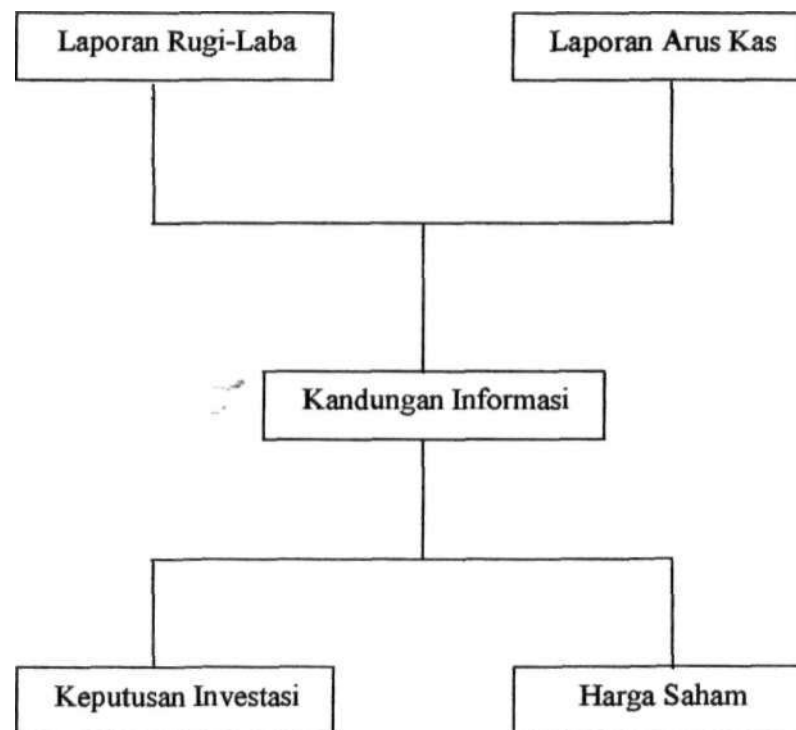 Laporan Rugi-Laba
Laporan Arus Kas
Kandungan Informasi
Keputusan Investasi
Harga Saham